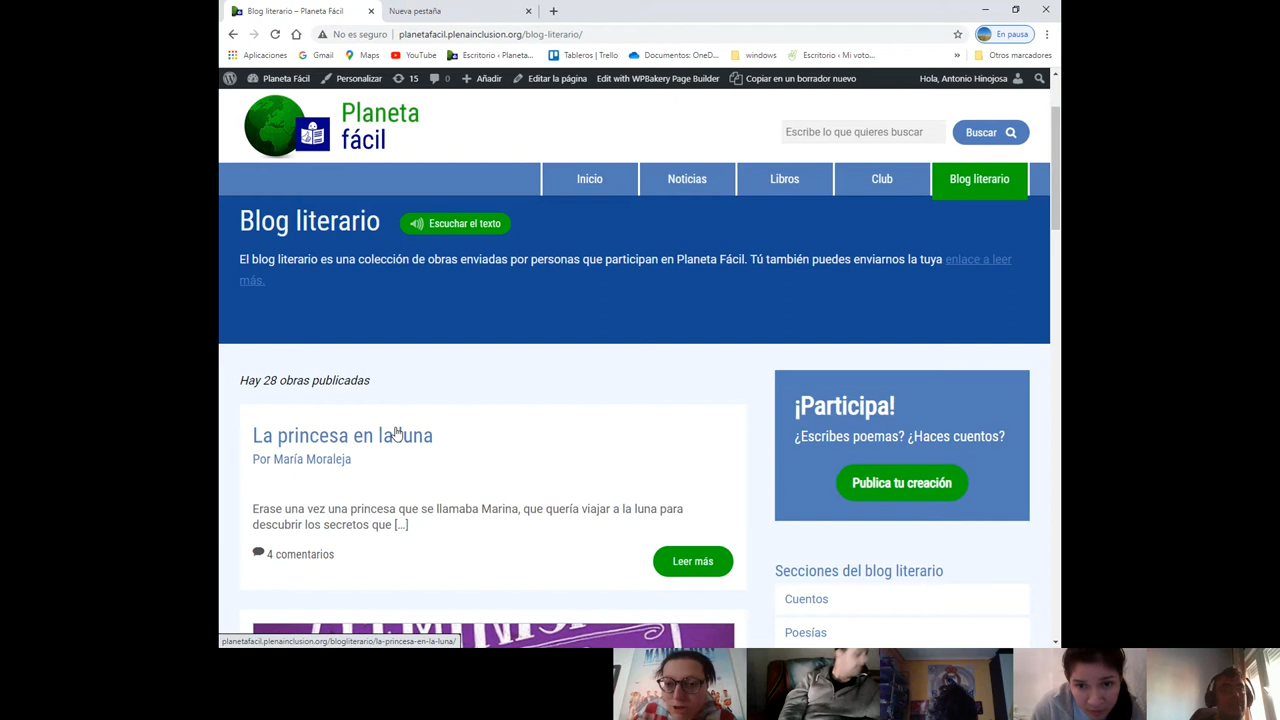 Blog literario – Planeta Fácil
Nueva pestaña
No es seguro
planetafacil.plenainclusion.org/blog-literario/
En pausa
Aplicaciones
Gmail
Maps
YouTube
Escritorio ‹ Planeta...
Tableros | Trello
Documentos: OneD...
windows
Escritorio ‹ Mi voto...
»
Otros marcadores
Planeta Fácil
Personalizar
15
0
Añadir
Editar la página
Edit with WPBakery Page Builder
Copiar en un borrador nuevo
Hola, Antonio Hinojosa
Planeta
fácil
Escribe lo que quieres buscar
Buscar
Inicio
Noticias
Libros
Club
Blog literario
Blog literario
Escuchar el texto
El blog literario es una colección de obras enviadas por personas que participan en Planeta Fácil. Tú también puedes enviarnos la tuya enlace a leer
más.
Hay 28 obras publicadas
La princesa en la luna
Por María Moraleja
Erase una vez una princesa que se llamaba Marina, que quería viajar a la luna para
descubrir los secretos que [...]
4 comentarios
Leer más
¡Participa!
¿Escribes poemas? ¿Haces cuentos?
Publica tu creación
Secciones del blog literario
Cuentos
Poesías
planetafacil.plenainclusion.org/blogliterario/la-princesa-en-la-luna/